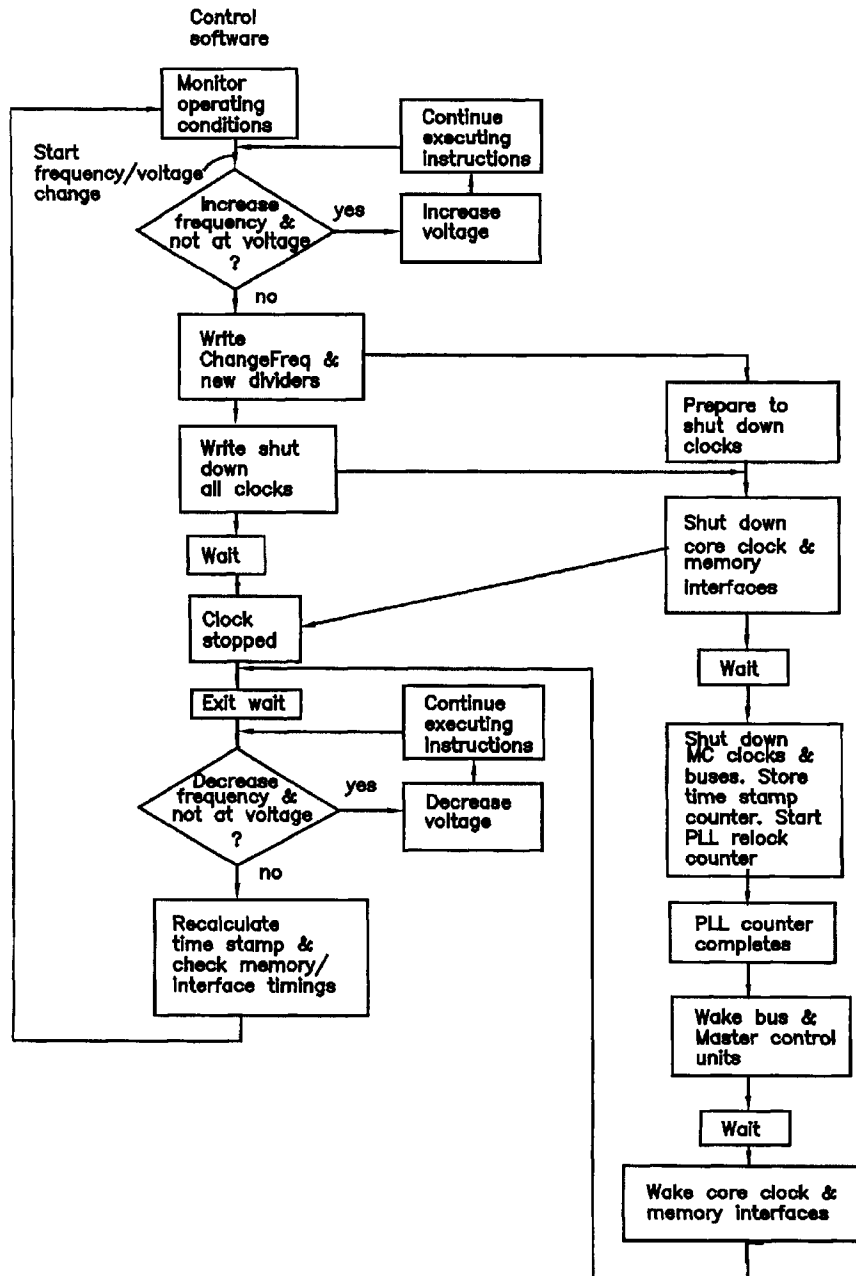 Control
software
Monitor
operating
conditions
Start
frequency/voltage
change
Continue
executing
instructions
Increase
frequency &
not at voltage
?
yes
Increase
voltage
no
Write
ChangeFreq &
new dividers
Prepare to
shut down
clocks
Write shut
down
all clocks
Shut down
core clock &
memory
interfaces
Wait
Clock
stopped
Wait
Exit wait
Continue
executing
instructions
Shut down
MC clocks &
buses. Store
time stamp
counter. Start
PLL relock
counter
Decrease
frequency &
not at voltage
?
yes
Decrease
voltage
no
Recalculate
time stamp &
check memory/
interface timings
PLL counter
completes
Wake bus &
Master control
units
Wait
Wake core clock &
memory interfaces